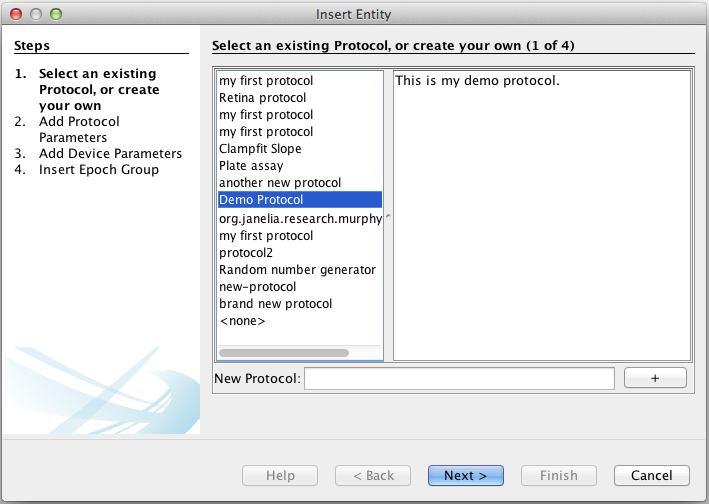 Insert Entity
Steps
1. Select an existing
Protocol, or create
your own
2. Add Protocol
Parameters
3. Add Device Parameters
4. Insert Epoch Group
Select an existing Protocol, or create your own (1 of 4)
my first protocol
Retina protocol
my first protocol
my first protocol
Clampfit Slope
Plate assay
another new protocol
Demo Protocol
org.janelia.research.murphy
my first protocol
protocol2
Random number generator
new-protocol
brand new protocol
<none>
This is my demo protocol.
New Protocol:
+
Help
< Back
Next >
Finish
Cancel